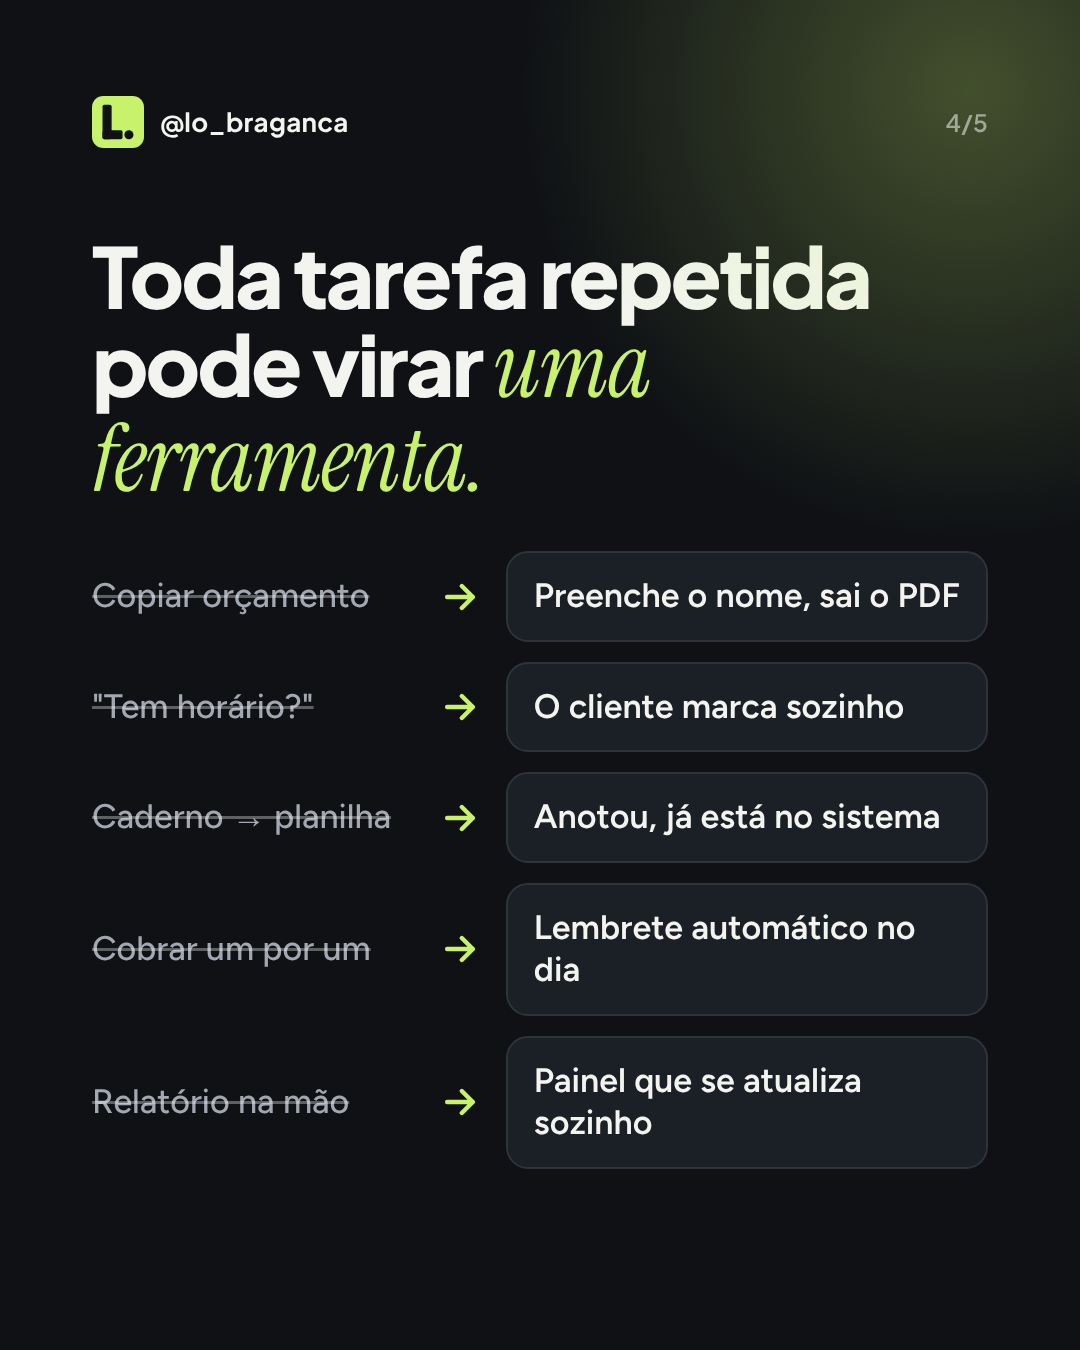 L.
@lo_braganca
4/5
Toda tarefa repetida
pode virar uma
ferramenta.
Copiar orçamento → Preenche o nome, sai o PDF
"Tem horário?" → O cliente marca sozinho
Caderno → planilha → Anotou, já está no sistema
Cobrar um por um → Lembrete automático no
dia
Relatório na mão → Painel que se atualiza
sozinho